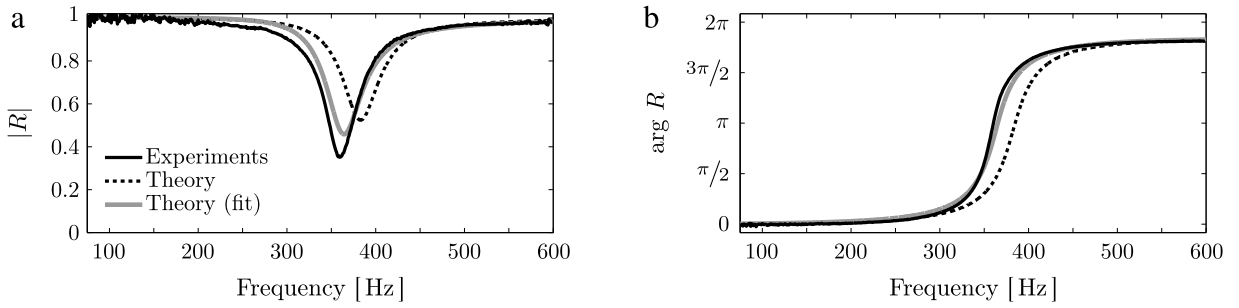 a
1
0.8
0.6
0.4
0.2
0
|R|
Experiments
Theory
Theory (fit)
100 200 300 400 500 600
Frequency [Hz]
b
2π
3π/2
π
π/2
0
arg R
100 200 300 400 500 600
Frequency [Hz]